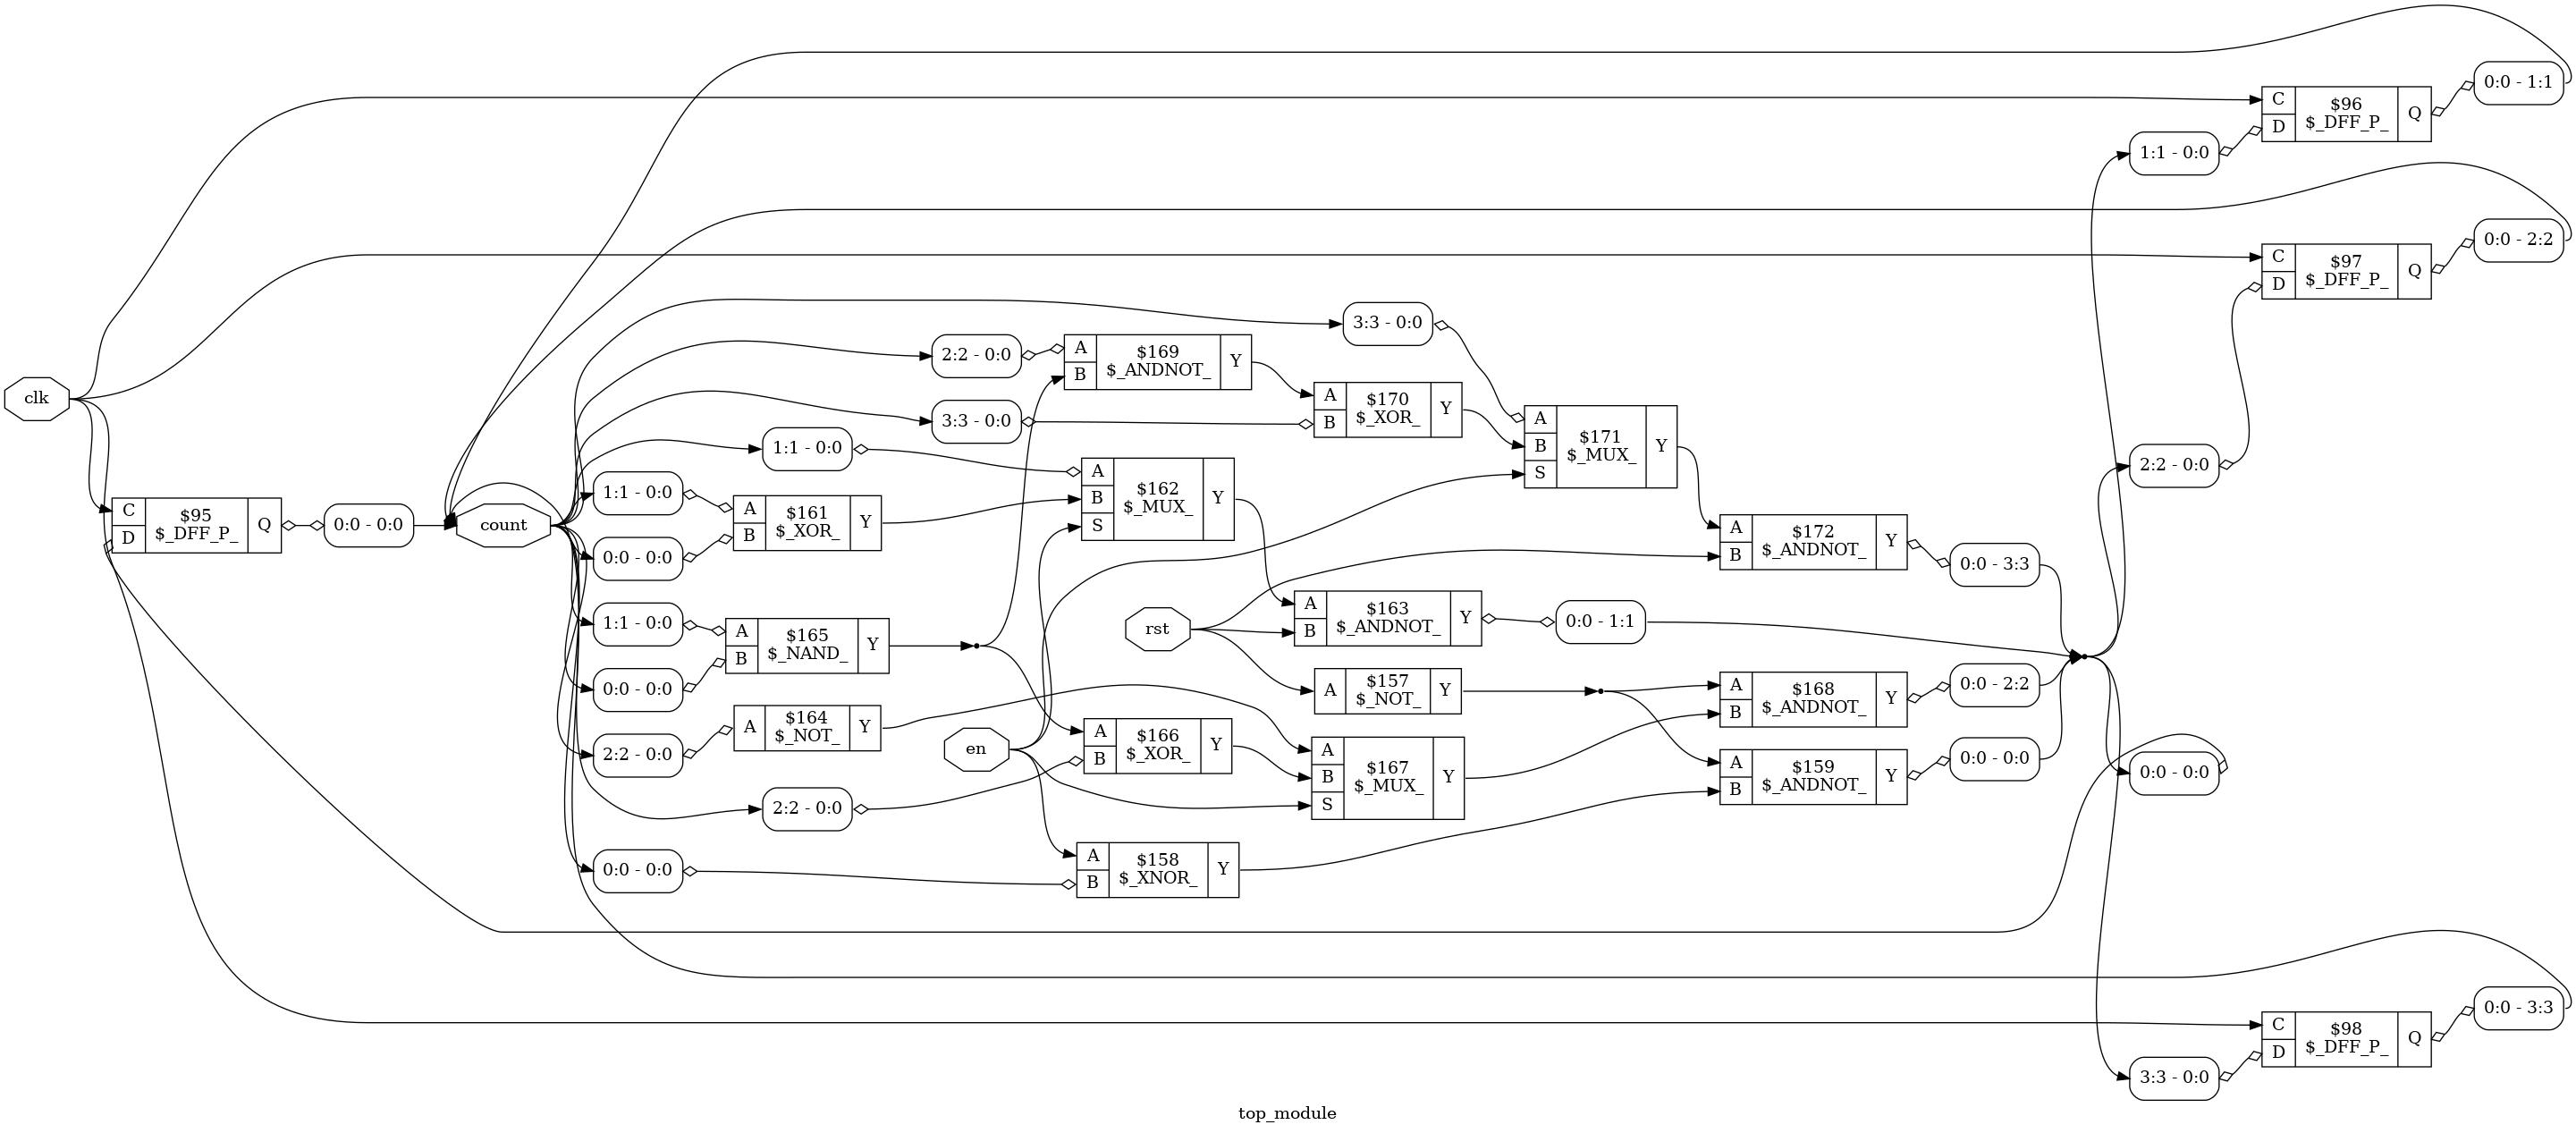 0:0 - 1:1
C
$96
$_DFF_P_
Q
D
1:1 - 0:0
0:0 - 2:2
C
$97
$_DFF_P_
Q
D
3:3 - 0:0
2:2 - 0:0
A
$169
$_ANDNOT_
Y
B
clk
3:3 - 0:0
A
$170
$_XOR_
Y
B
A
B
S
$171
$_MUX_
Y
1:1 - 0:0
A
B
S
$162
$_MUX_
Y
2:2 - 0:0
1:1 - 0:0
A
$161
$_XOR_
Y
B
0:0 - 0:0
C
$95
$_DFF_P_
Q
D
0:0 - 0:0
count
A
$172
$_ANDNOT_
Y
B
0:0 - 3:3
1:1 - 0:0
A
$165
$_NAND_
Y
B
0:0 - 0:0
rst
A
$163
$_ANDNOT_
Y
B
0:0 - 1:1
A
$157
$_NOT_
Y
A
$168
$_ANDNOT_
Y
B
0:0 - 2:2
A
$164
$_NOT_
Y
2:2 - 0:0
en
A
$166
$_XOR_
Y
B
A
B
S
$167
$_MUX_
Y
A
$159
$_ANDNOT_
Y
B
0:0 - 0:0
0:0 - 0:0
2:2 - 0:0
0:0 - 0:0
A
$158
$_XNOR_
Y
B
0:0 - 3:3
C
$98
$_DFF_P_
Q
D
3:3 - 0:0
top_module